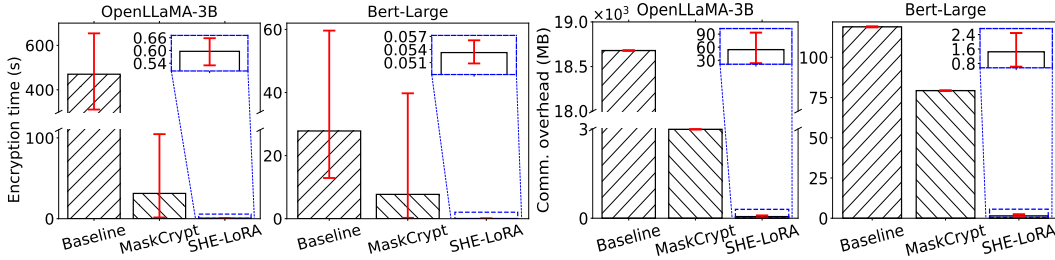 OpenLLaMA-3B
Encryption time (s)
600
400
100
0
0.66
0.60
0.54
Baseline
MaskCrypt
SHE-LoRA
Bert-Large
60
40
20
0
0.057
0.054
0.051
Baseline
MaskCrypt
SHE-LoRA
OpenLLaMA-3B
Comm. overhead (MB)
×10³
19.0
18.5
18.0
3
0
90
60
30
Baseline
MaskCrypt
SHE-LoRA
Bert-Large
100
75
50
25
0
2.4
1.6
0.8
Baseline
MaskCrypt
SHE-LoRA